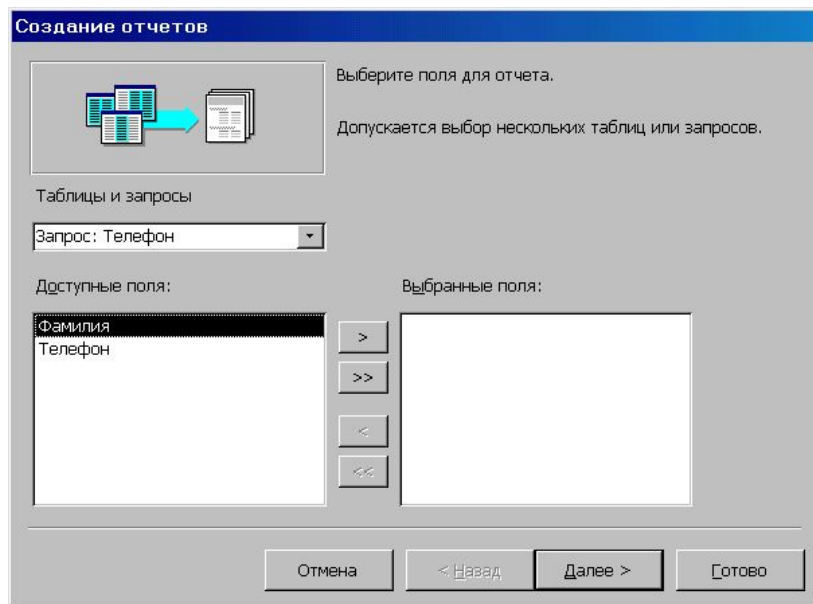 Создание отчетов
Выберите поля для отчета.
Допускается выбор нескольких таблиц или запросов.
Таблицы и запросы
Запрос: Телефон
Доступные поля:
Выбранные поля:
Фамилия
Телефон
>
>>
<
<<
Отмена
< Назад
Далее >
Готово